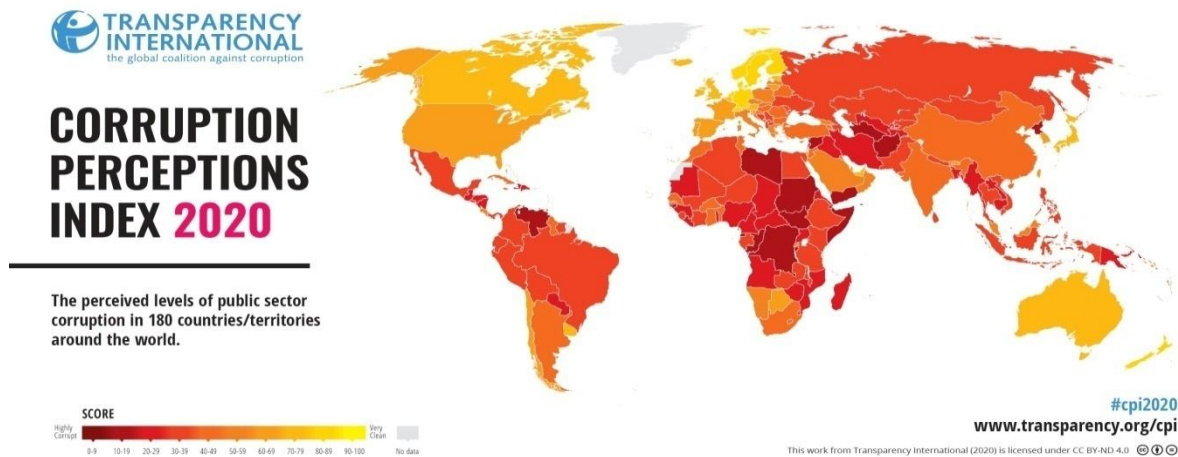 TRANSPARENCY
INTERNATIONAL
the global coalition against corruption
CORRUPTION
PERCEPTIONS
INDEX 2020
The perceived levels of public sector
corruption in 180 countries/territories
around the world.
SCORE
Highly
Corrupt
Very
Clean
0-9 10-19 20-29 30-39 40-49 50-59 60-69 70-79 80-89 90-100 No data
#cpi2020
www.transparency.org/cpi
This work from Transparency International (2020) is licensed under CC BY-ND 4.0